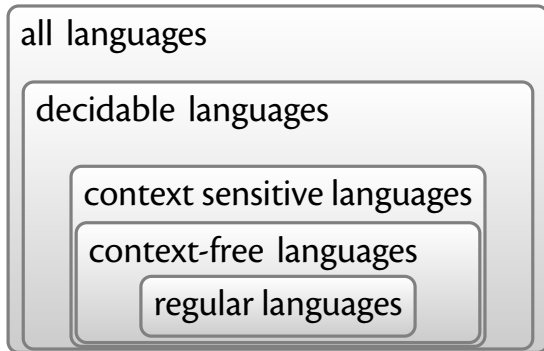 all languages
decidable languages
context sensitive languages
context-free languages
regular languages